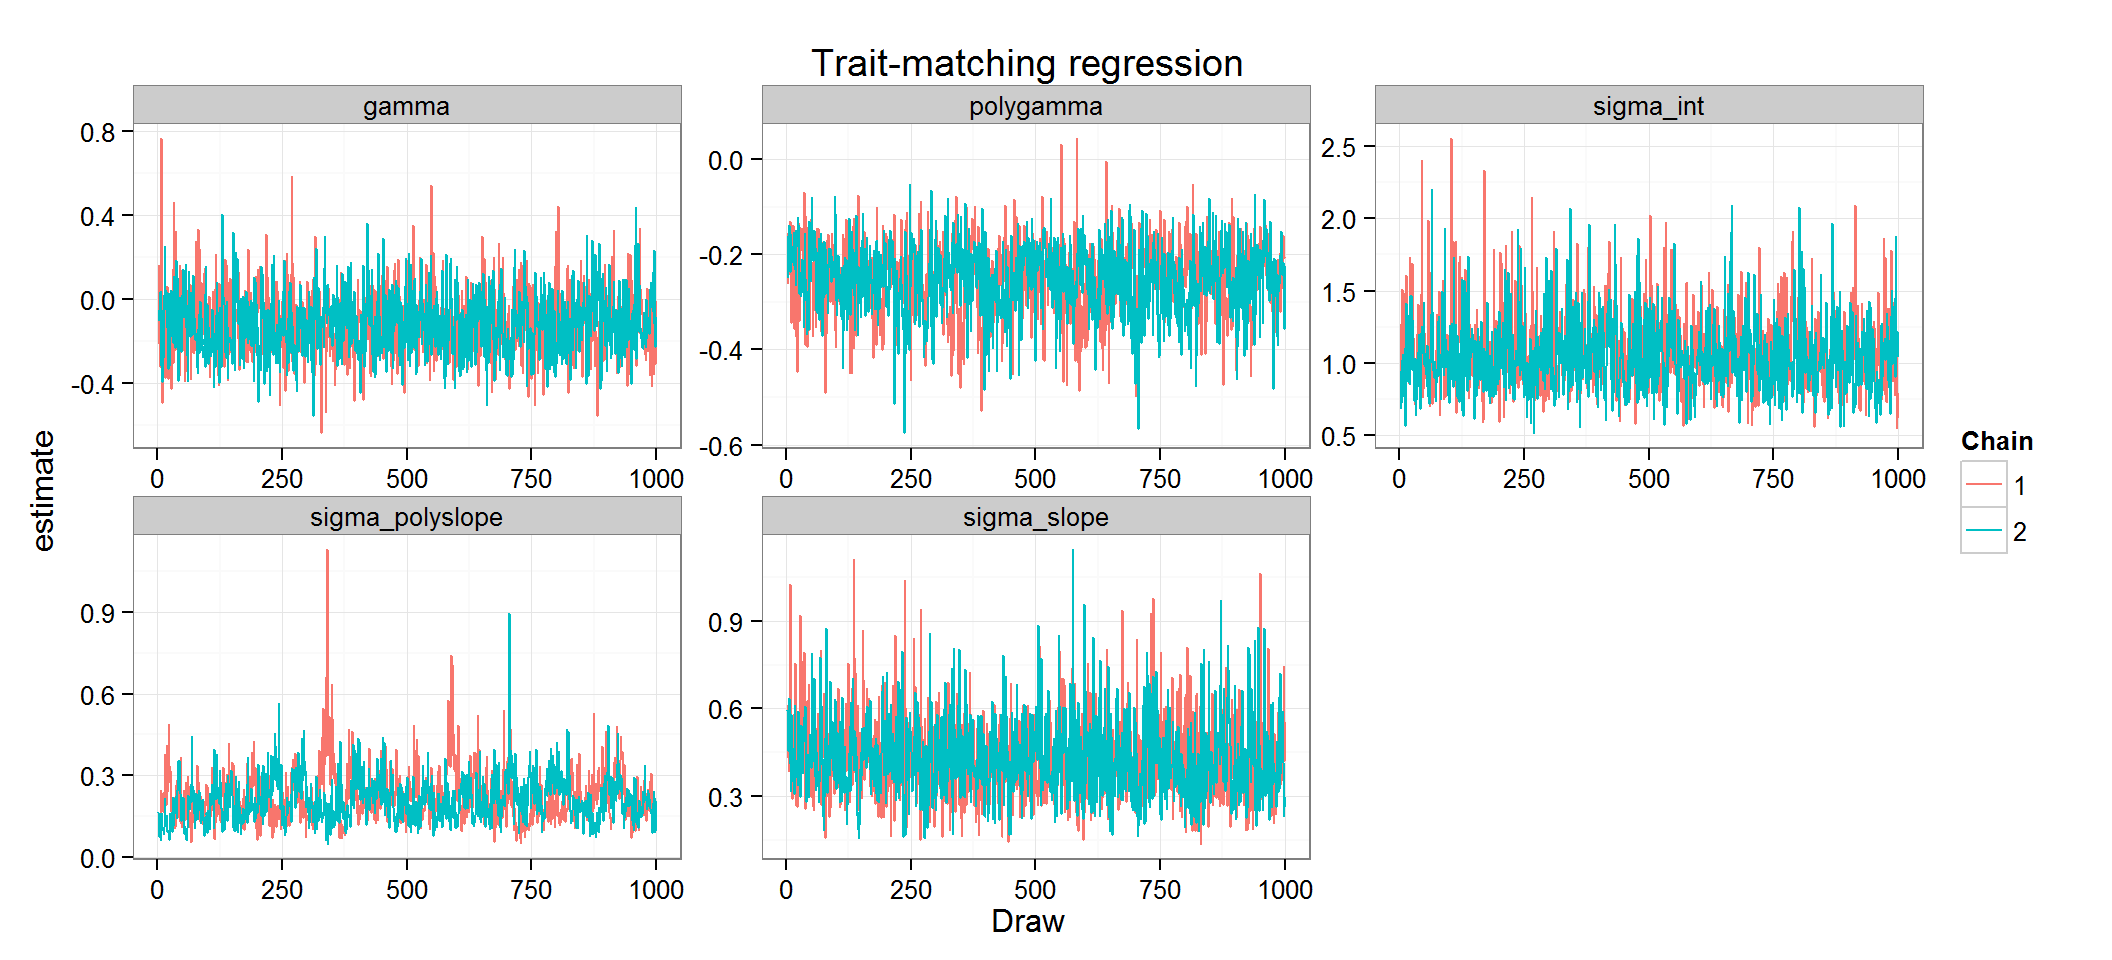 Trait-matching regression
gamma
polygamma
sigma_int
0.8
0.4
0.0
-0.4
0.0
-0.2
-0.4
-0.6
2.5
2.0
1.5
1.0
0.5
0 250 500 750 1000
0 250 500 750 1000
0 250 500 750 1000
sigma_polyslope
sigma_slope
0.9
0.6
0.3
0.0
0.9
0.6
0.3
0 250 500 750 1000
0 250 500 750 1000
estimate
Draw
Chain
1
2